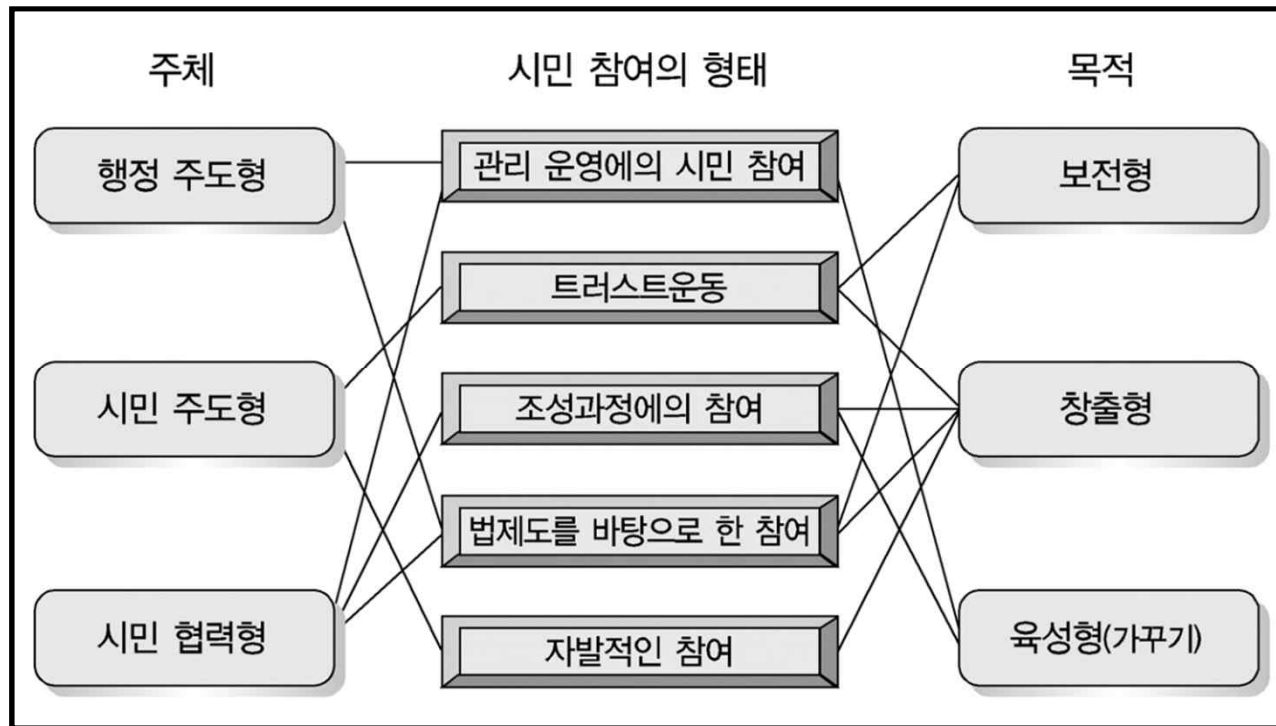 주체
시민 참여의 형태
목적
행정 주도형
관리 운영에의 시민 참여
보전형
트러스트운동
시민 주도형
조성과정에의 참여
창출형
법제도를 바탕으로 한 참여
시민 협력형
자발적인 참여
육성형(가꾸기)